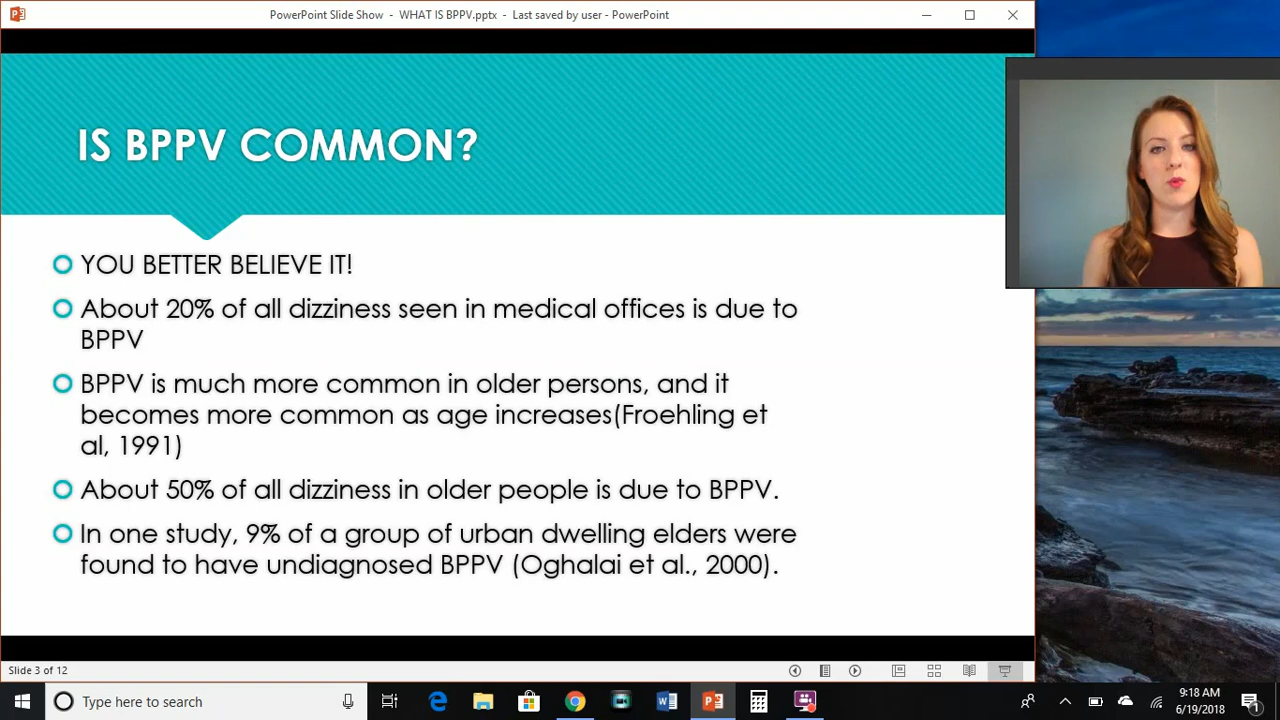 PowerPoint Slide Show - WHAT IS BPPV.pptx - Last saved by user - PowerPoint
IS BPPV COMMON?
YOU BETTER BELIEVE IT!
About 20% of all dizziness seen in medical offices is due to
BPPV
BPPV is much more common in older persons, and it
becomes more common as age increases(Froehling et
al, 1991)
About 50% of all dizziness in older people is due to BPPV.
In one study, 9% of a group of urban dwelling elders were
found to have undiagnosed BPPV (Oghalai et al., 2000).
Slide 3 of 12
Type here to search
9:18 AM
6/19/2018
1